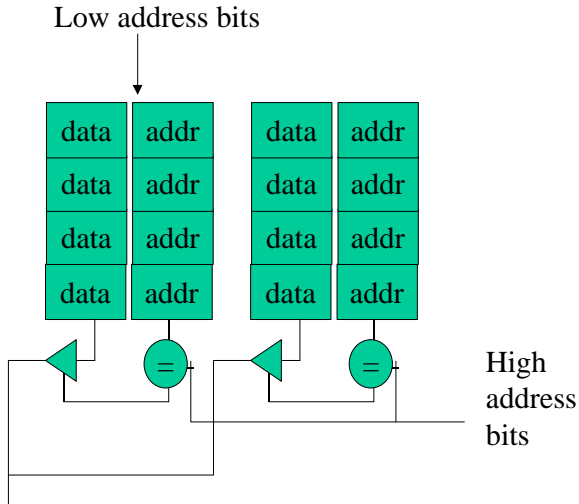 Low address bits
data addr data addr
data addr data addr
data addr data addr
data addr data addr
= =
High
address
bits